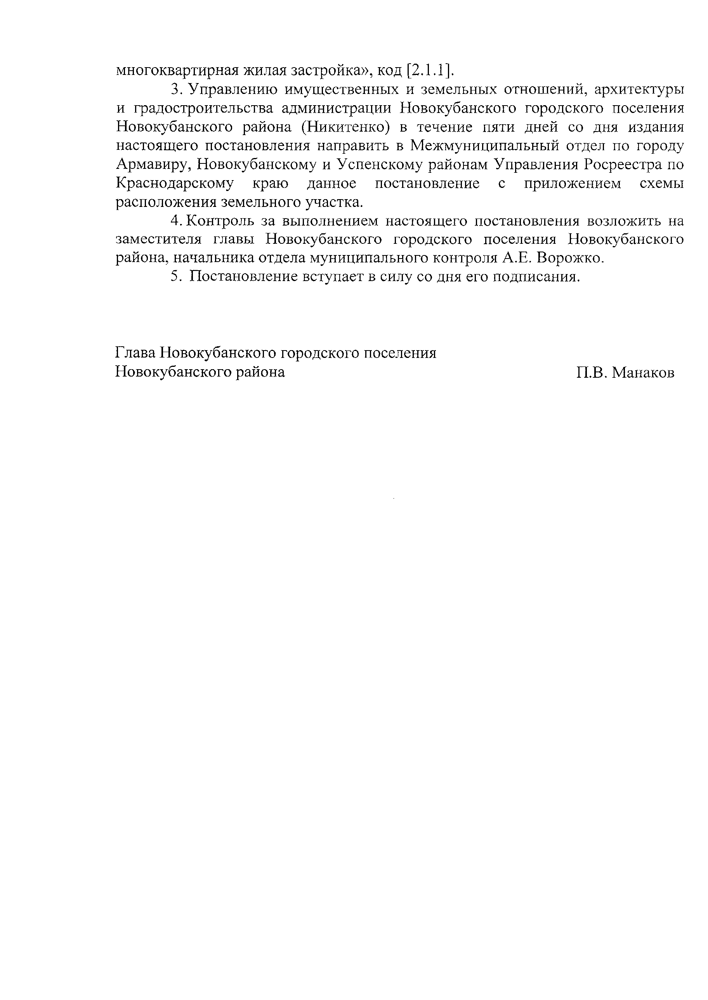 многоквартирная жилая застройка», код [2.1.1].
3. Управлению имущественных и земельных отношений, архитектуры
и градостроительства администрации Новокубанского городского поселения
Новокубанского района (Никитенко) в течение пяти дней со дня издания
настоящего постановления направить в Межмуниципальный отдел по городу
Армавиру, Новокубанскому и Успенскому районам Управления Росреестра по
Краснодарскому краю данное постановление с приложением схемы
расположения земельного участка.
4. Контроль за выполнением настоящего постановления возложить на
заместителя главы Новокубанского городского поселения Новокубанского
района, начальника отдела муниципального контроля А.Е. Ворожко.
5. Постановление вступает в силу со дня его подписания.
Глава Новокубанского городского поселения
Новокубанского района П.В. Манаков